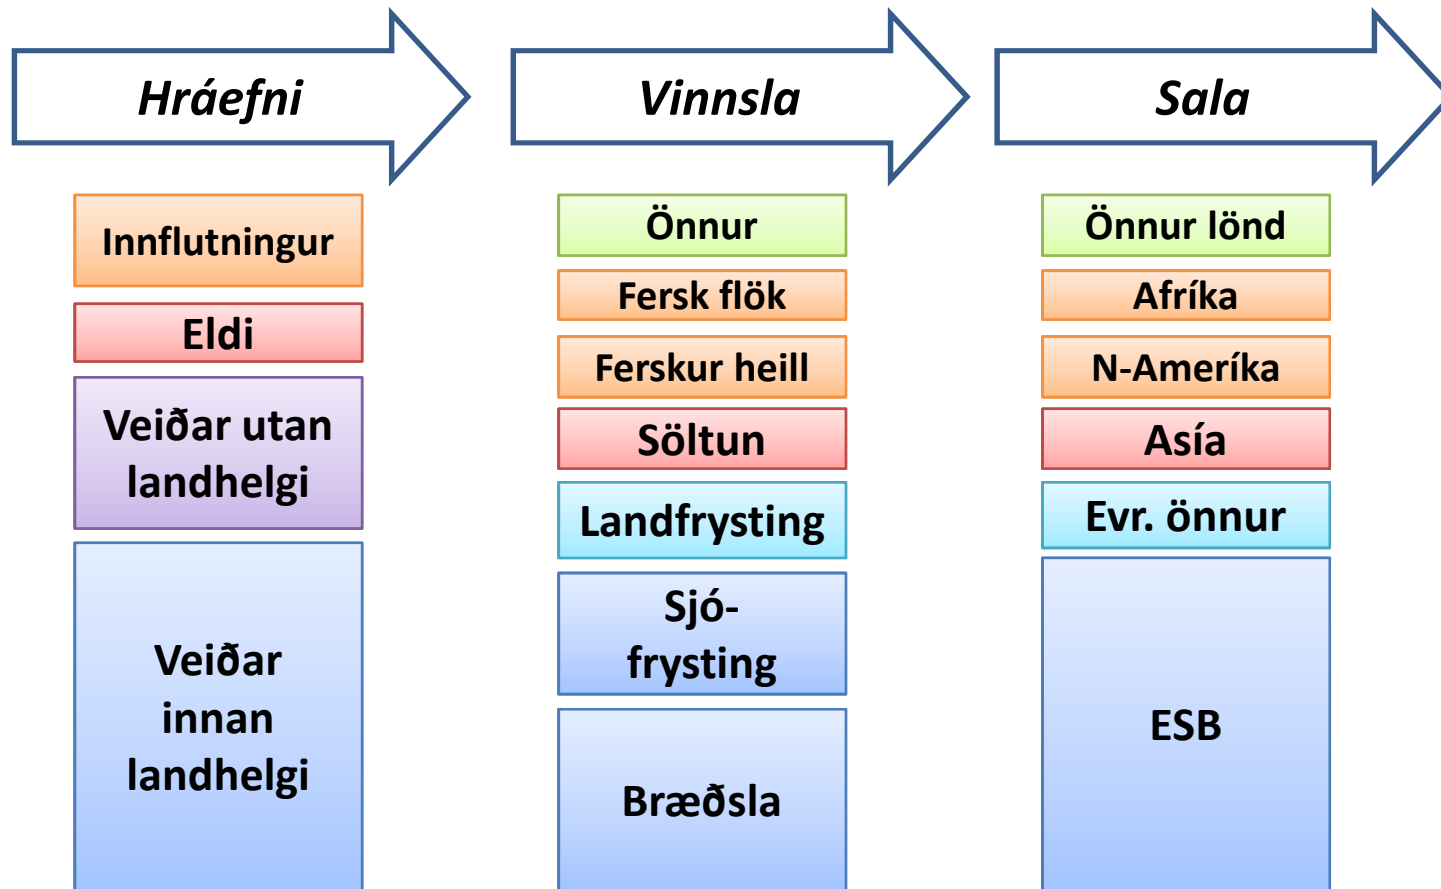 Hráefni
Vinnsla
Sala
Innflutningur
Eldi
Veiðar utan
landhelgi
Veiðar
innan
landhelgi
Önnur
Fersk flök
Ferskur heill
Söltun
Landfrysting
Sjó-
frysting
Bræðsla
Önnur lönd
Afríka
N-Ameríka
Asía
Evr. önnur
ESB